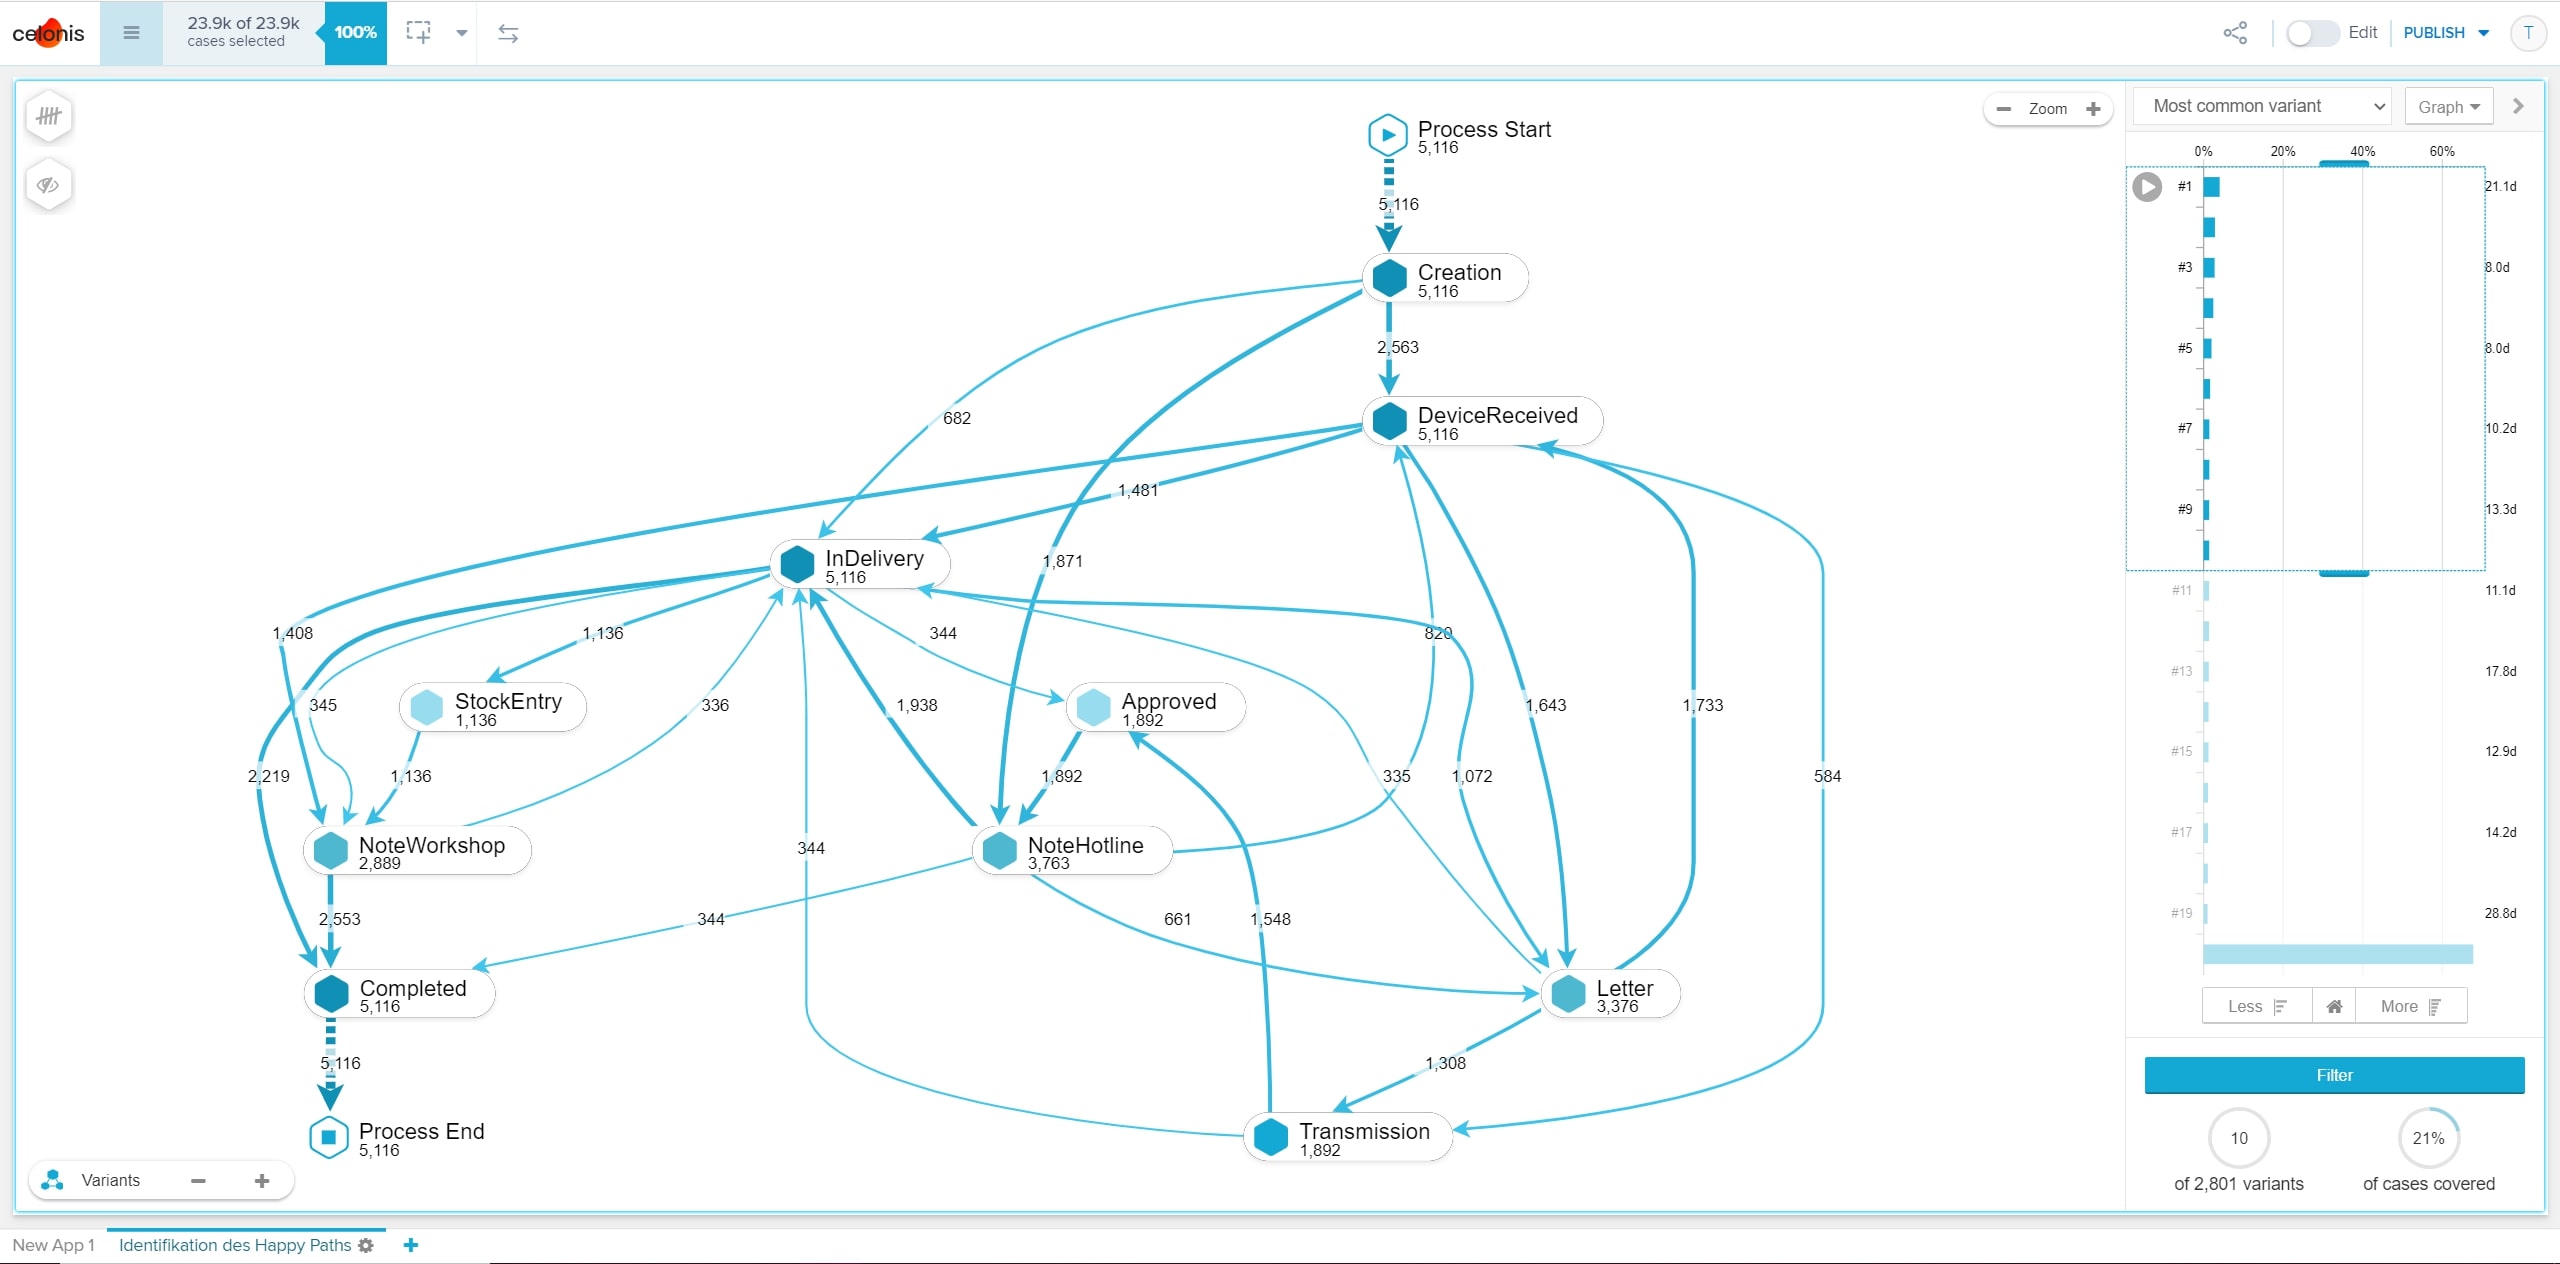 celonis
23.9k of 23.9k
cases selected
100%
Edit
PUBLISH
T
Zoom
Most common variant
Graph
Process Start
5,116
5,116
Creation
5,116
2,563
682
DeviceReceived
5,116
1,481
InDelivery
5,116
1,871
1,408
1,136
344
820
345
StockEntry
1,136
336
1,938
Approved
1,892
1,643
1,733
2,219
1,136
1,892
335
1,072
584
NoteWorkshop
2,889
344
NoteHotline
3,763
2,553
344
661
1,548
Completed
5,116
Letter
3,376
5,116
1,308
Process End
5,116
Transmission
1,892
Variants
0% 20% 40% 60%
#1 21.1d
#3 8.0d
#5 8.0d
#7 10.2d
#9 13.3d
#11 11.1d
#13 17.8d
#15 12.9d
#17 14.2d
#19 28.8d
Less More
Filter
10
of 2,801 variants
21%
of cases covered
New App 1
Identifikation des Happy Paths